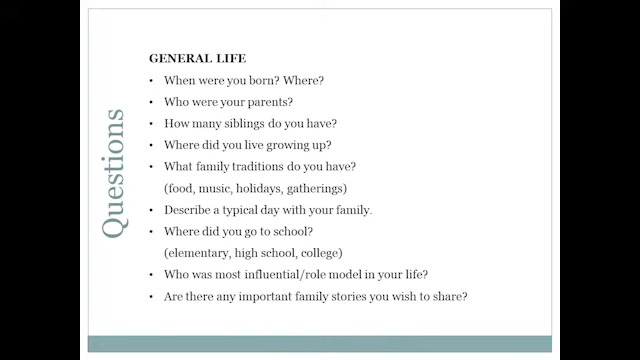 Questions
GENERAL LIFE
• When were you born? Where?
• Who were your parents?
• How many siblings do you have?
• Where did you live growing up?
• What family traditions do you have?
(food, music, holidays, gatherings)
• Describe a typical day with your family.
• Where did you go to school?
(elementary, high school, college)
• Who was most influential/role model in your life?
• Are there any important family stories you wish to share?